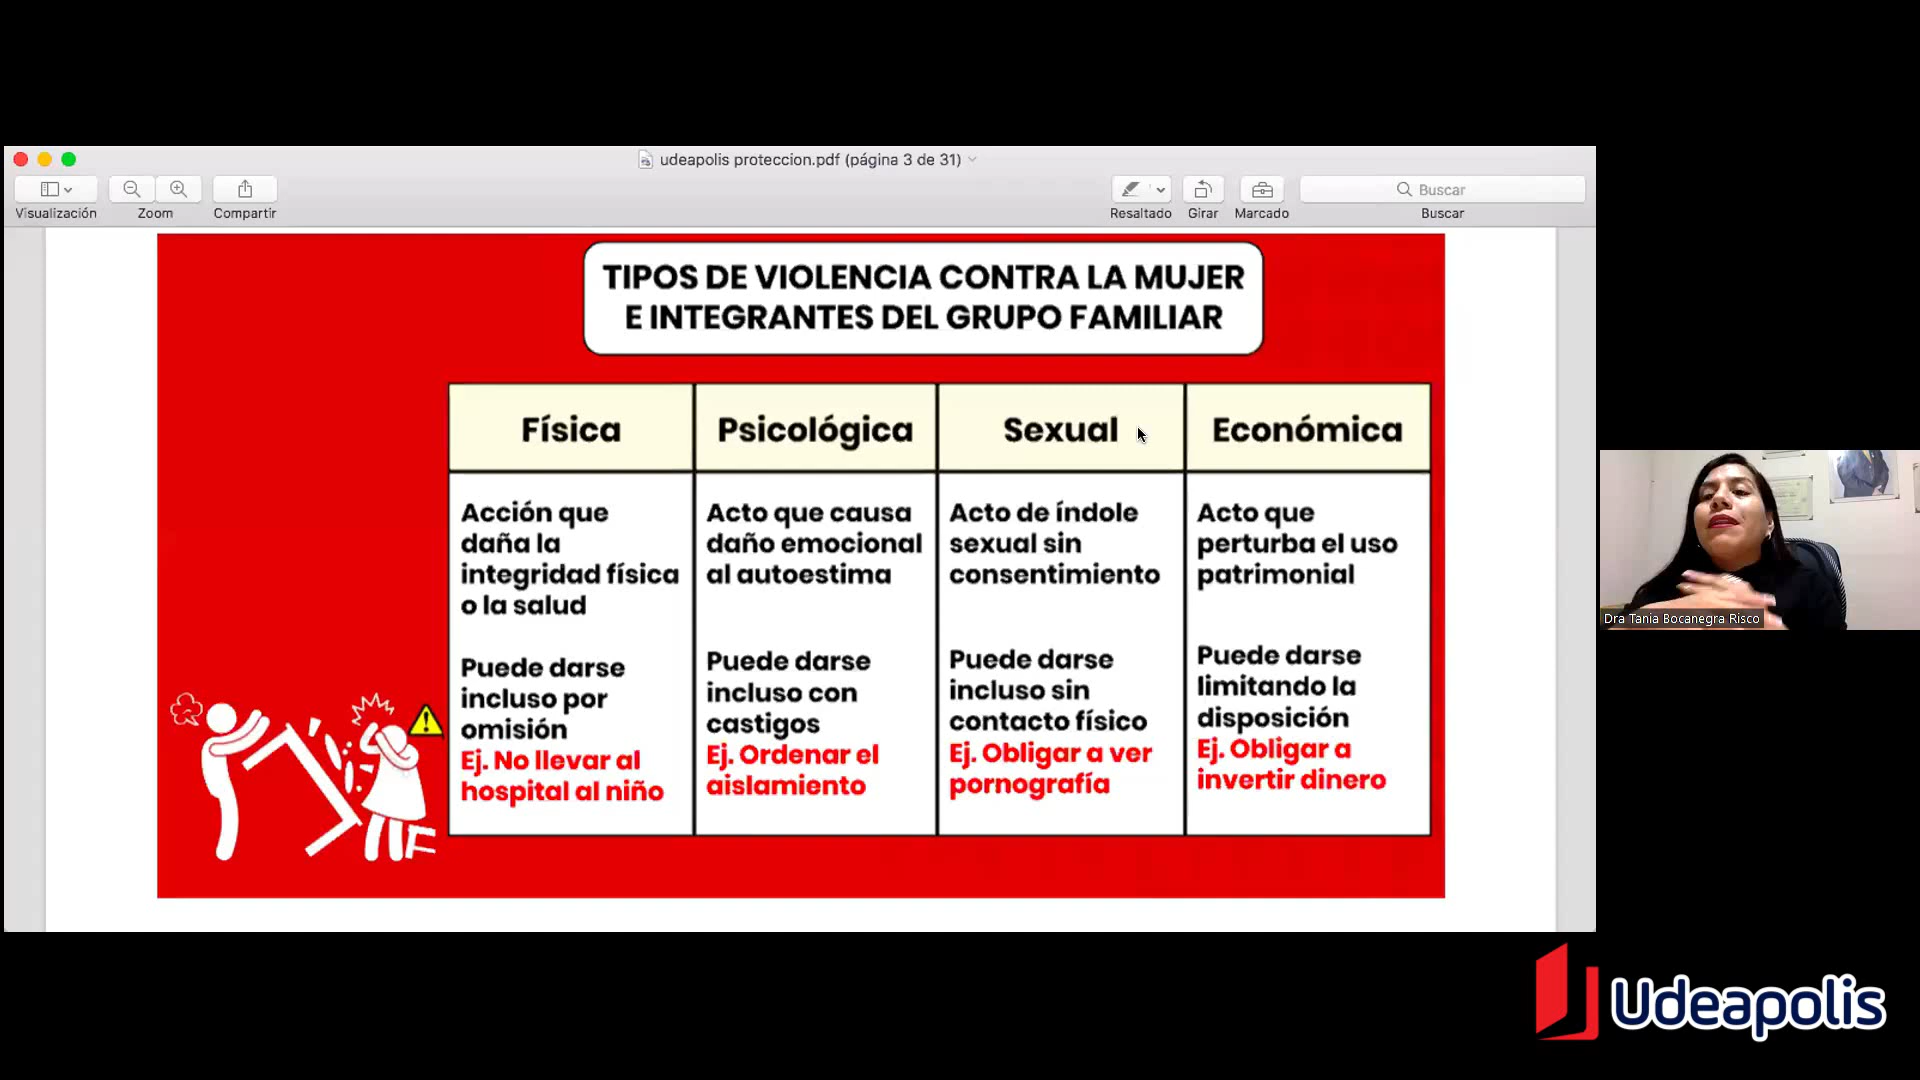 udeapolis proteccion.pdf (página 3 de 31)
Visualización
Zoom
Compartir
Resaltado
Girar
Marcado
Buscar
Buscar
TIPOS DE VIOLENCIA CONTRA LA MUJER
E INTEGRANTES DEL GRUPO FAMILIAR
Física
Psicológica
Sexual
Económica
Acción que
daña la
integridad física
o la salud
Puede darse
incluso por
omisión
Ej. No llevar al
hospital al niño
Acto que causa
daño emocional
al autoestima
Puede darse
incluso con
castigos
Ej. Ordenar el
aislamiento
Acto de índole
sexual sin
consentimiento
Puede darse
incluso sin
contacto físico
Ej. Obligar a ver
pornografía
Acto que
perturba el uso
patrimonial
Puede darse
limitando la
disposición
Ej. Obligar a
invertir dinero
Dra Tania Bocanegra Risco
Udeapolis